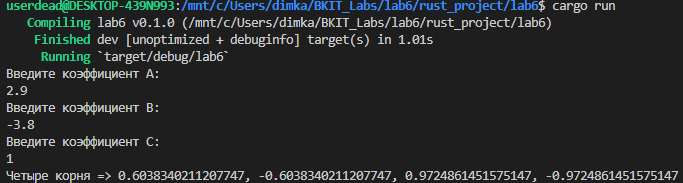 userdead@DESKTOP-439N993:/mnt/c/Users/dimka/BKIT_Labs/lab6/rust_project/lab6$ cargo run
Compiling lab6 v0.1.0 (/mnt/c/Users/dimka/BKIT_Labs/lab6/rust_project/lab6)
Finished dev [unoptimized + debuginfo] target(s) in 1.01s
Running `target/debug/lab6`
Введите коэффициент A:
2.9
Введите коэффициент B:
-3.8
Введите коэффициент C:
1
Четыре корня => 0.6038340211207747, -0.6038340211207747, 0.9724861451575147, -0.9724861451575147